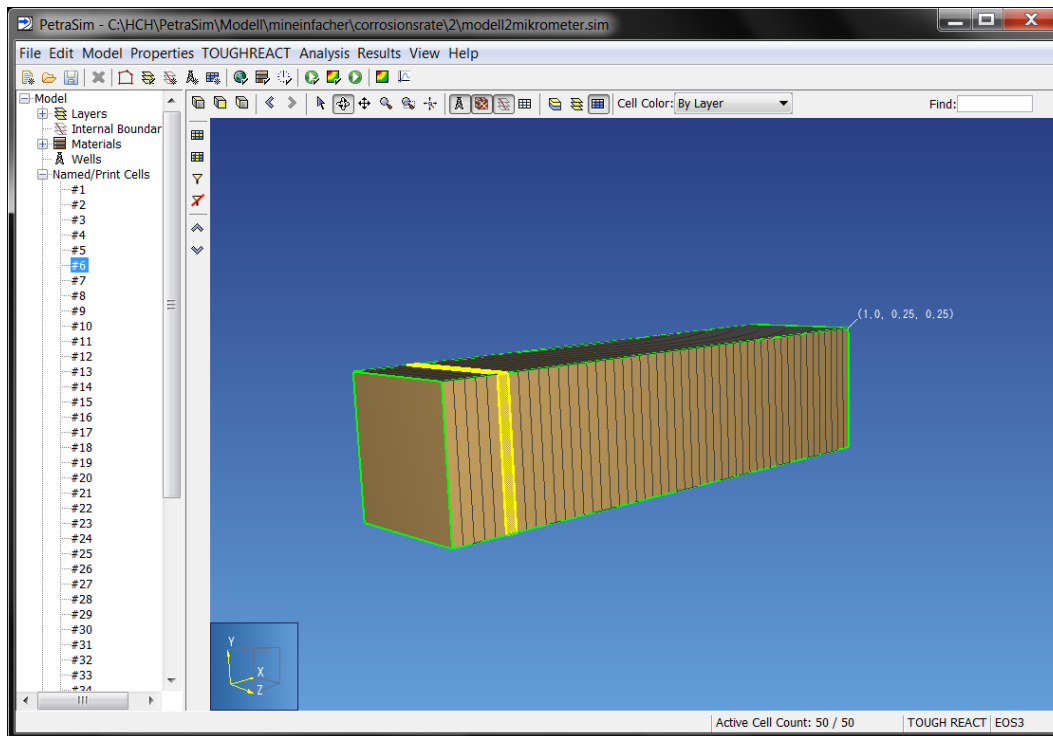 PetraSim - C:\HCH\PetraSim\Modell\mineinfacher\corrosionsrate\2\modell2mikrometer.sim
File Edit Model Properties TOUGHREACT Analysis Results View Help
Model
Layers
Internal Boundar
Materials
Wells
Named/Print Cells
#1
#2
#3
#4
#5
#6
#7
#8
#9
#10
#11
#12
#13
#14
#15
#16
#17
#18
#19
#20
#21
#22
#23
#24
#25
#26
#27
#28
#29
#30
#31
#32
#33
#34
Cell Color: By Layer
Find:
(1.0, 0.25, 0.25)
Y
X
Z
Active Cell Count: 50 / 50 TOUGH REACT EOS3